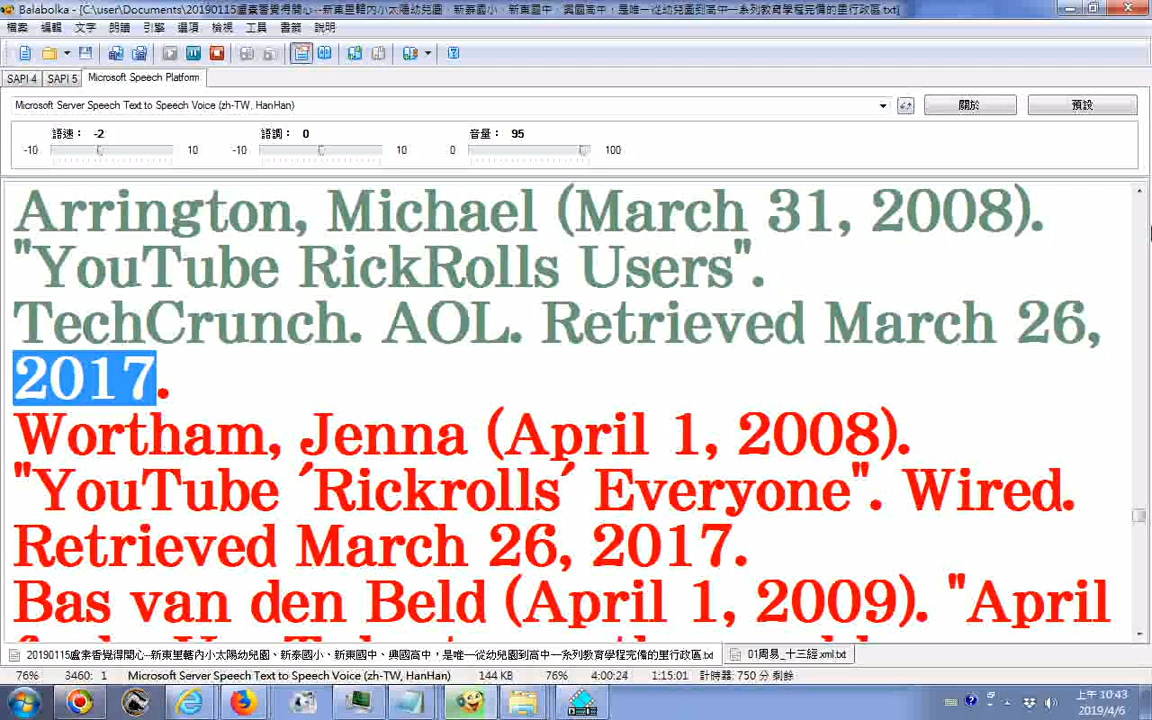 Balabolka - [C:\user\Documents\20190115盧素香覺得開心--新東里轄內小太陽幼兒園、新泰國小、新東國中、興國高中，是唯一從幼兒園到高中一系列教育學程完備的里行政區.txt]
檔案 編輯 文字 朗讀 引擎 選項 檢視 工具 書籤 說明
SAPI 4 SAPI 5 Microsoft Speech Platform
Microsoft Server Speech Text to Speech Voice (zh-TW, HanHan) 關於 預設
語速： -2 語調： 0 音量： 95
-10 10 -10 10 0 100
Arrington, Michael (March 31, 2008).
"YouTube RickRolls Users".
TechCrunch. AOL. Retrieved March 26,
2017.
Wortham, Jenna (April 1, 2008).
"YouTube ´Rickrolls´ Everyone". Wired.
Retrieved March 26, 2017.
Bas van den Beld (April 1, 2009). "April
20190115盧素香覺得開心--新東里轄內小太陽幼兒園、新泰國小、新東國中、興國高中，是唯一從幼兒園到高中一系列教育學程完備的里行政區.txt 01周易_十三經.xml.txt
76% 3460: 1 Microsoft Server Speech Text to Speech Voice (zh-TW, HanHan) 144 KB 76% 4:00:24 1:15:01 計時器: 750 分 剩餘
上午 10:43
2019/4/6